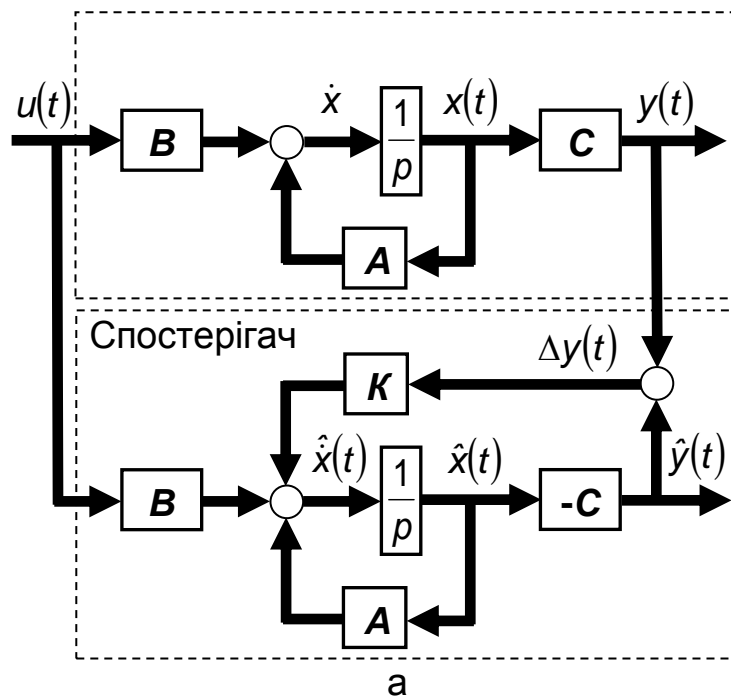 u(t)
B
ẋ
1/p
x(t)
C
y(t)
A
Спостерігач
K
Δy(t)
B
ẋ̂(t)
1/p
x̂(t)
-C
ŷ(t)
A
а